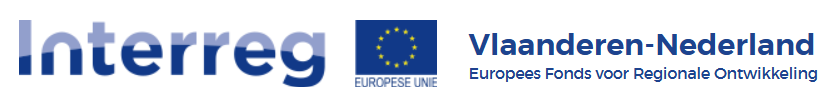 Interreg
EUROPESE UNIE
Vlaanderen-Nederland
Europees Fonds voor Regionale Ontwikkeling